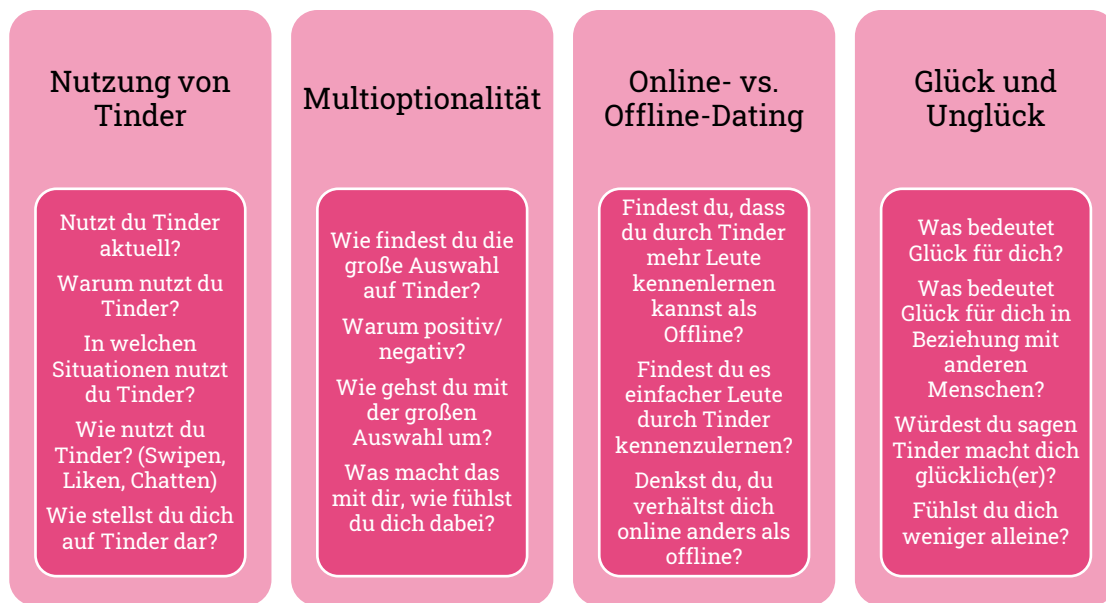 Nutzung von
Tinder
Nutzt du Tinder
aktuell?
Warum nutzt du
Tinder?
In welchen
Situationen nutzt
du Tinder?
Wie nutzt du
Tinder? (Swipen,
Liken, Chatten)
Wie stellst du dich
auf Tinder dar?
Multioptionalität
Wie findest du die
große Auswahl
auf Tinder?
Warum positiv/
negativ?
Wie gehst du mit
der großen
Auswahl um?
Was macht das
mit dir, wie fühlst
du dich dabei?
Online- vs.
Offline-Dating
Findest du, dass
du durch Tinder
mehr Leute
kennenlernen
kannst als
Offline?
Findest du es
einfacher Leute
durch Tinder
kennenzulernen?
Denkst du, du
verhältst dich
online anders als
offline?
Glück und
Unglück
Was bedeutet
Glück für dich?
Was bedeutet
Glück für dich in
Beziehung mit
anderen
Menschen?
Würdest du sagen
Tinder macht dich
glücklich(er)?
Fühlst du dich
weniger alleine?